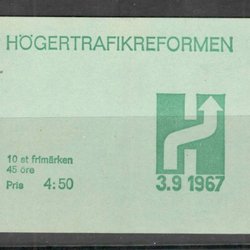 HÖGERTRAFIKREFORMEN
10 st frimärken
45 öre
Pris 4:50
3.9 1967